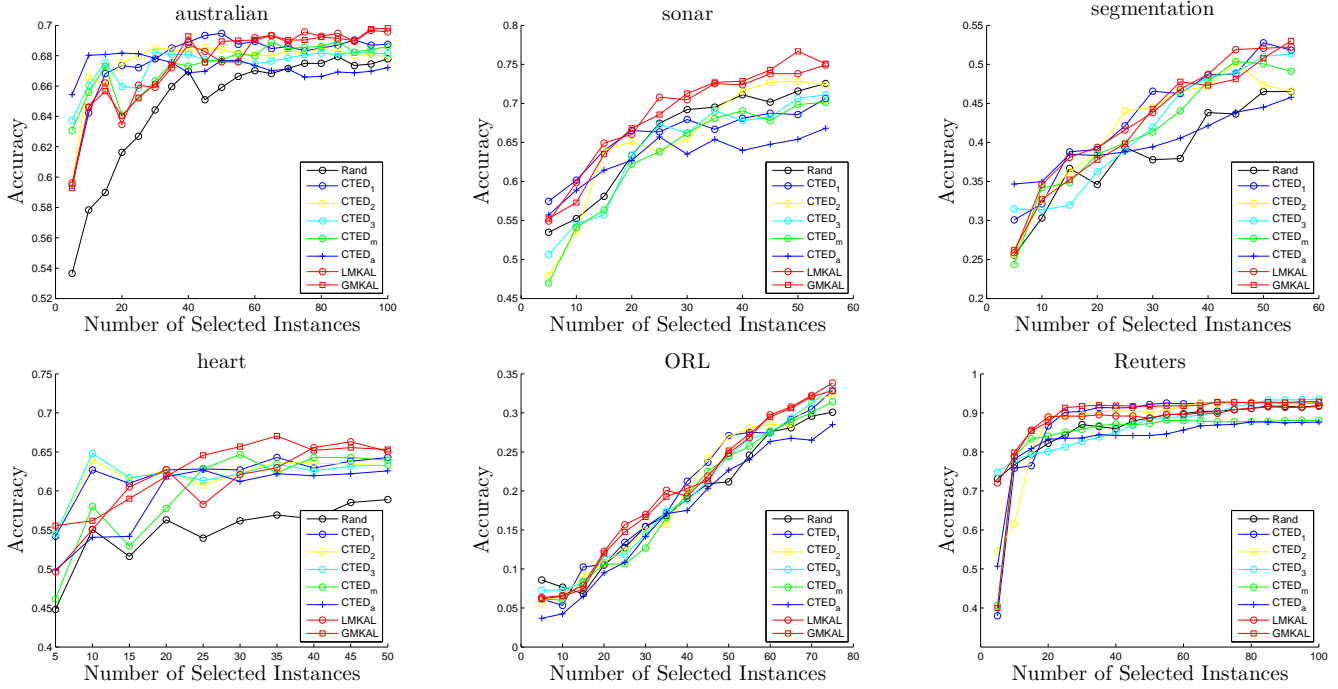 australian
0.7
0.68
0.66
0.64
0.62
0.6
0.58
0.56
0.54
0.52
Accuracy
0 10 20 30 40 50 60 70 80 90 100
Number of Selected Instances
Rand
CTED1
CTED2
CTED3
CTEDm
CTEDa
LMKAL
GMKAL
sonar
0.8
0.75
0.7
0.65
0.6
0.55
0.5
0.45
Accuracy
0 10 20 30 40 50 60
Number of Selected Instances
Rand
CTED1
CTED2
CTED3
CTEDm
CTEDa
LMKAL
GMKAL
segmentation
0.55
0.5
0.45
0.4
0.35
0.3
0.25
0.2
Accuracy
0 10 20 30 40 50 60
Number of Selected Instances
Rand
CTED1
CTED2
CTED3
CTEDm
CTEDa
LMKAL
GMKAL
heart
0.75
0.7
0.65
0.6
0.55
0.5
0.45
0.4
Accuracy
5 10 15 20 25 30 35 40 45 50
Number of Selected Instances
Rand
CTED1
CTED2
CTED3
CTEDm
CTEDa
LMKAL
GMKAL
ORL
0.35
0.3
0.25
0.2
0.15
0.1
0.05
0
Accuracy
0 10 20 30 40 50 60 70 80
Number of Selected Instances
Rand
CTED1
CTED2
CTED3
CTEDm
CTEDa
LMKAL
GMKAL
Reuters
1
0.9
0.8
0.7
0.6
0.5
0.4
Accuracy
0 20 40 60 80 100
Number of Selected Instances
Rand
CTED1
CTED2
CTED3
CTEDm
CTEDa
LMKAL
GMKAL